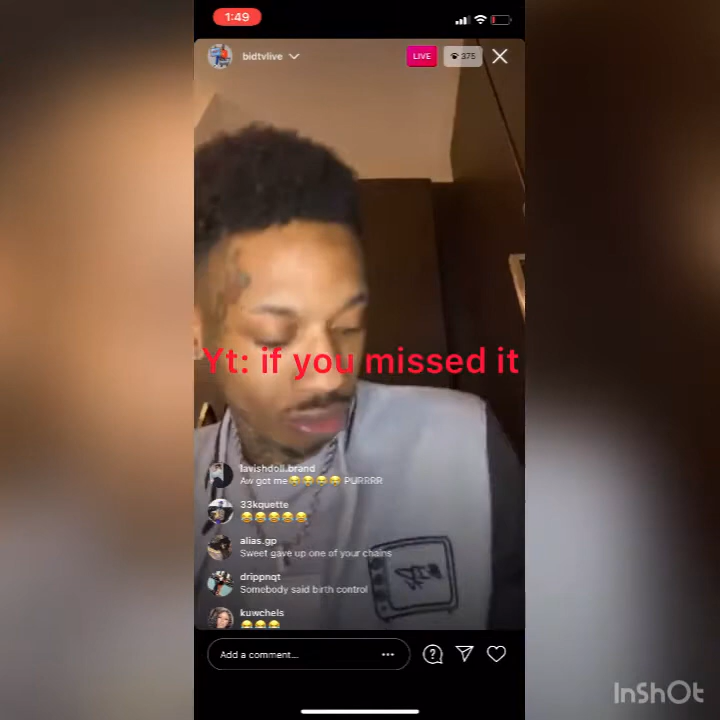 1:49
bidtvlive
LIVE
375
Yt: if you missed it
lavishdoll.brand
Aw got me😭😭😭😭 PURRRR
33kquette
😂😂😂😂😂
alias.gp
Sweet gave up one of your chains
drippnqt
Somebody said birth control
kuwchels
😂😂😂
Add a comment...
InShOt